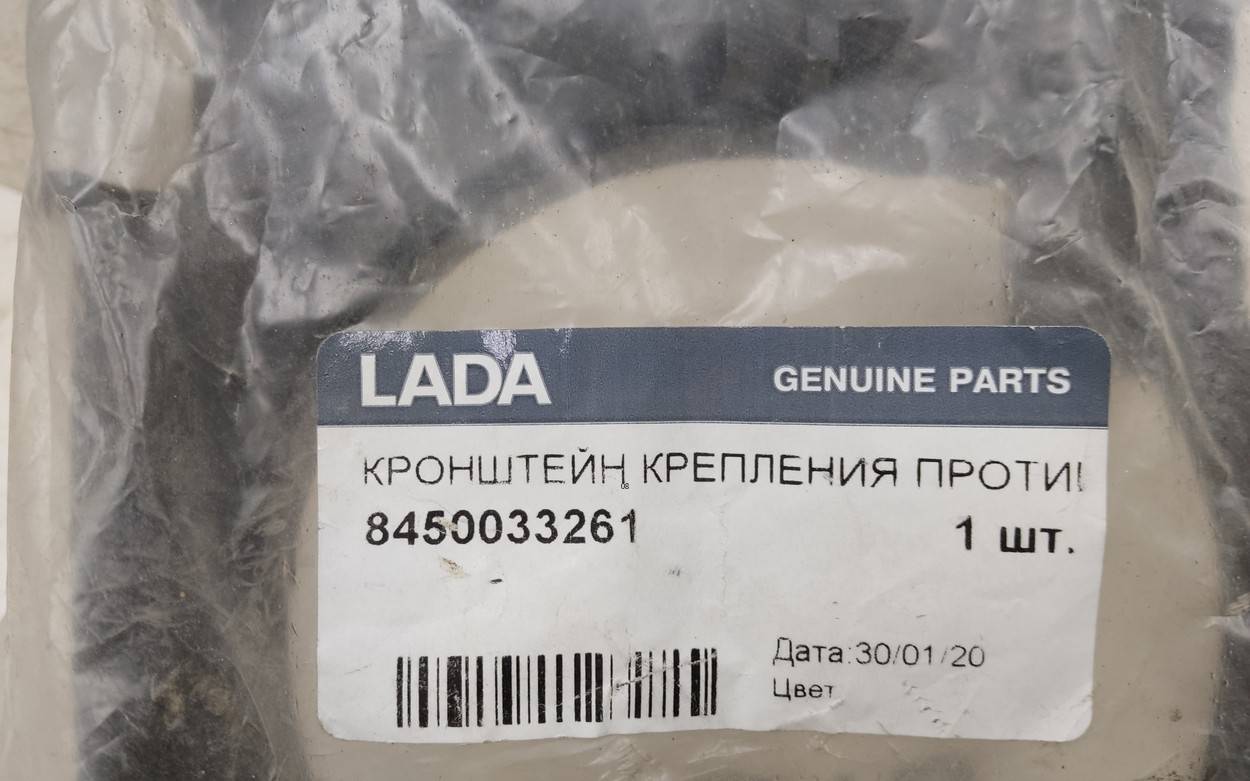 LADA GENUINE PARTS
КРОНШТЕЙН КРЕПЛЕНИЯ ПРОТИ
8450033261 1 шт.
Дата:30/01/20
Цвет